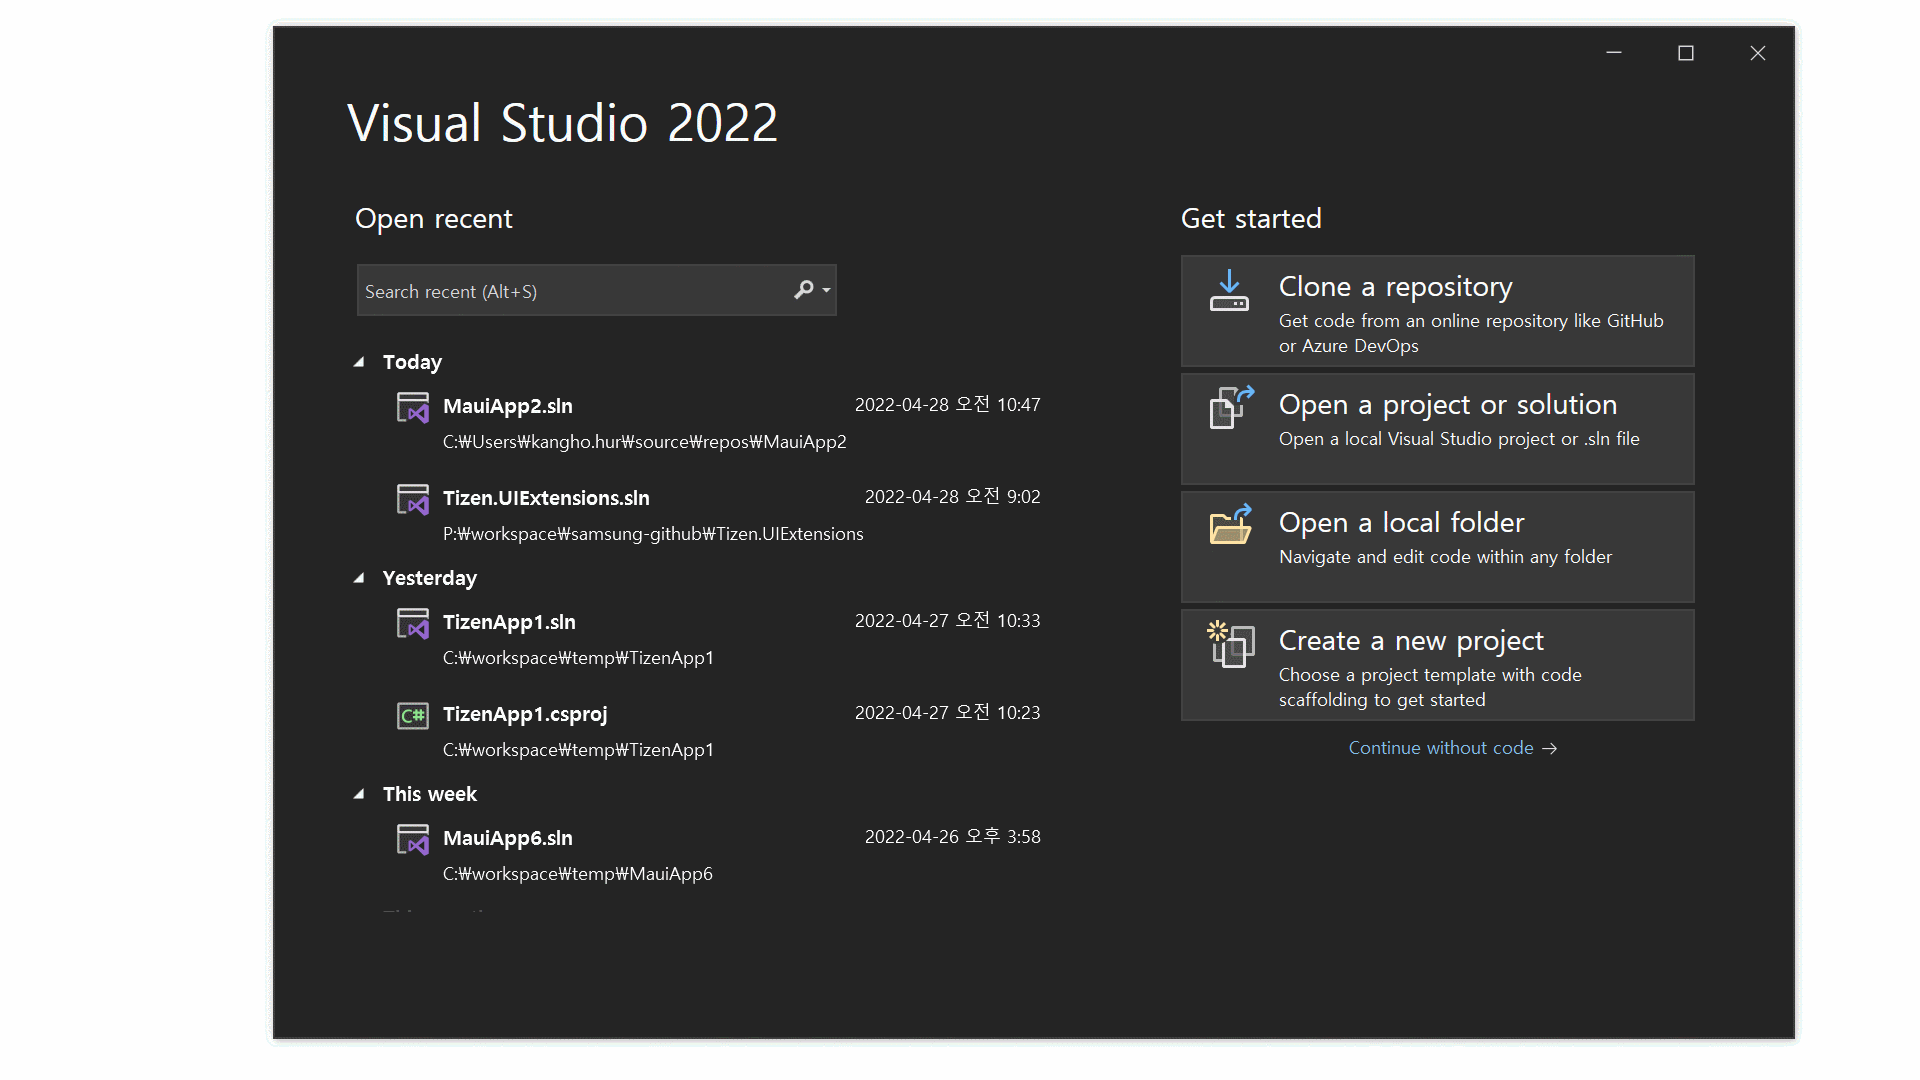 Visual Studio 2022
Open recent
Search recent (Alt+S)
Today
MauiApp2.sln 2022-04-28 오전 10:47
C:₩Users₩kangho.hur₩source₩repos₩MauiApp2
Tizen.UIExtensions.sln 2022-04-28 오전 9:02
P:₩workspace₩samsung-github₩Tizen.UIExtensions
Yesterday
TizenApp1.sln 2022-04-27 오전 10:33
C:₩workspace₩temp₩TizenApp1
C# TizenApp1.csproj 2022-04-27 오전 10:23
C:₩workspace₩temp₩TizenApp1
This week
MauiApp6.sln 2022-04-26 오후 3:58
C:₩workspace₩temp₩MauiApp6
Get started
Clone a repository
Get code from an online repository like GitHub
or Azure DevOps
Open a project or solution
Open a local Visual Studio project or .sln file
Open a local folder
Navigate and edit code within any folder
Create a new project
Choose a project template with code
scaffolding to get started
Continue without code →